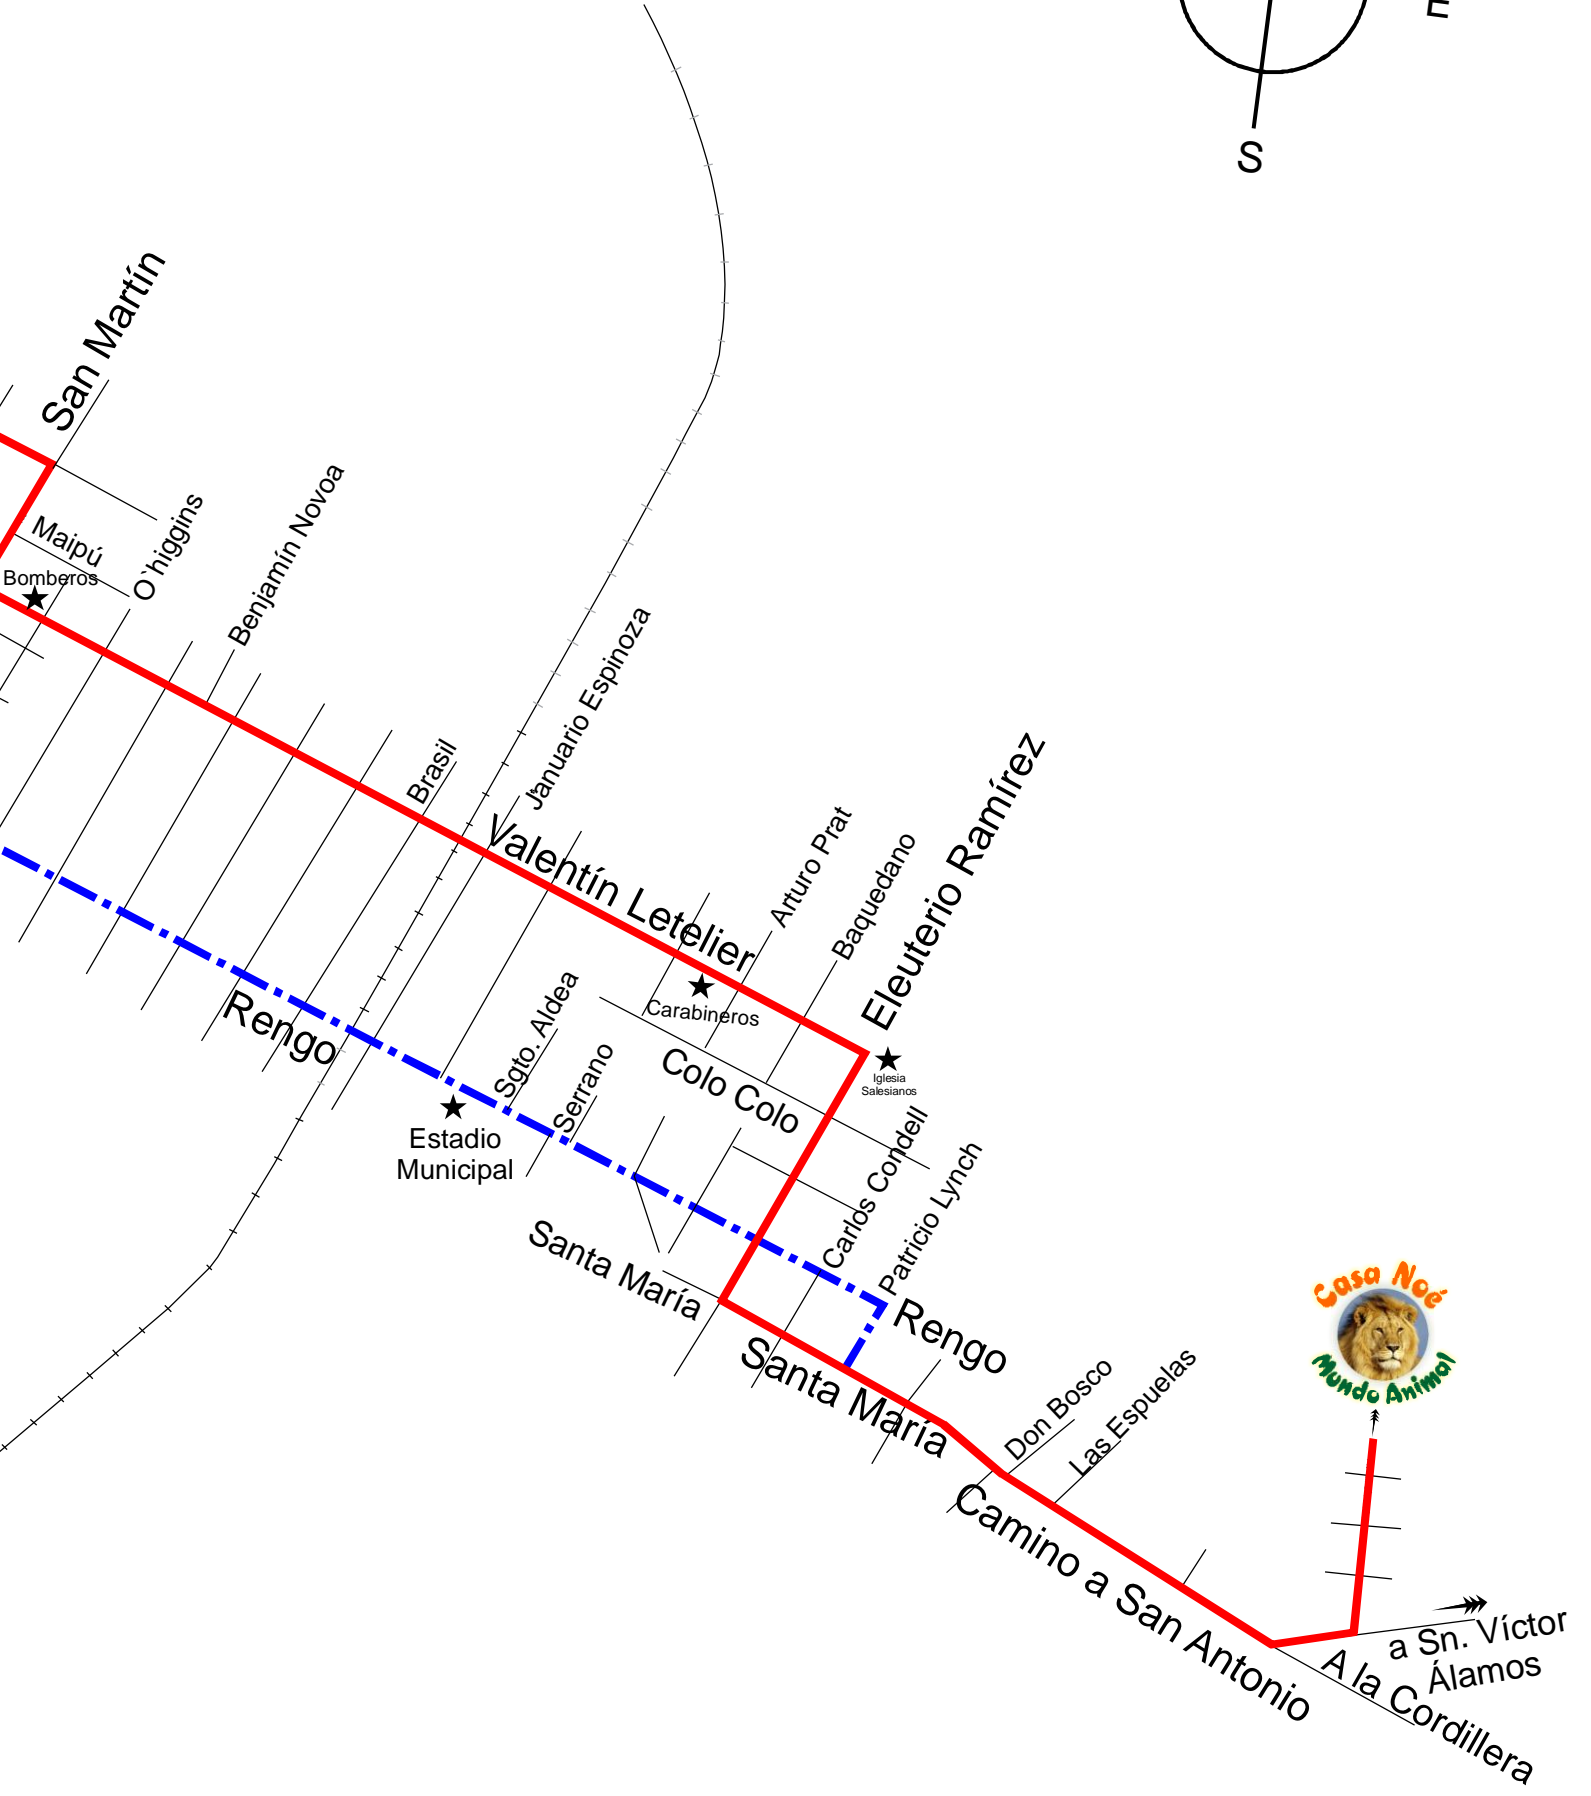 E
S
San Martín
Maipú
Bomberos
O`higgins
Benjamín Novoa
Januario Espinoza
Brasil
Valentín Letelier
Eleuterio Ramírez
Arturo Prat
Baquedano
Carabineros
Rengo
Sgto. Aldea
Serrano
Colo Colo
Iglesia
Salesianos
Estadio
Municipal
Carlos Condell
Patricio Lynch
Santa María
Rengo
Santa María
Casa Noé
Mundo Animal
Don Bosco
Las Espuelas
Camino a San Antonio
a Sn. Víctor
Álamos
A la Cordillera